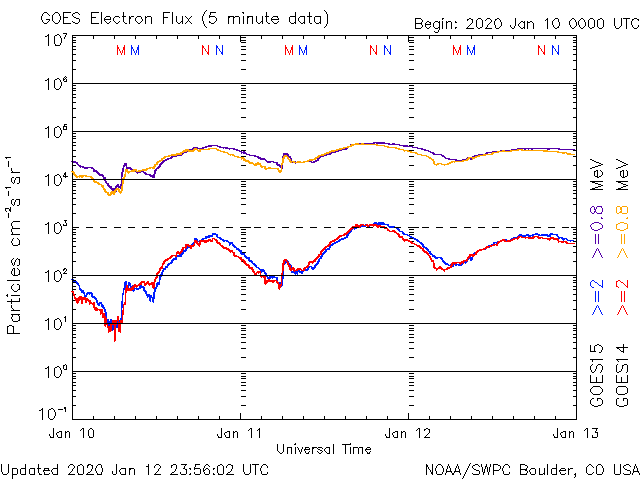 GOES Electron Flux (5 minute data)
Begin: 2020 Jan 10 0000 UTC
M M N N M M N N M M N N
10⁷
10⁶
10⁵
10⁴
10³
10²
10¹
10⁰
10⁻¹
Particles cm⁻²s⁻¹sr⁻¹
Jan 10 Jan 11 Jan 12 Jan 13
Universal Time
GOES15 >=2 >=0.8 MeV
GOES14 >=2 >=0.8 MeV
Updated 2020 Jan 12 23:56:02 UTC
NOAA/SWPC Boulder, CO USA